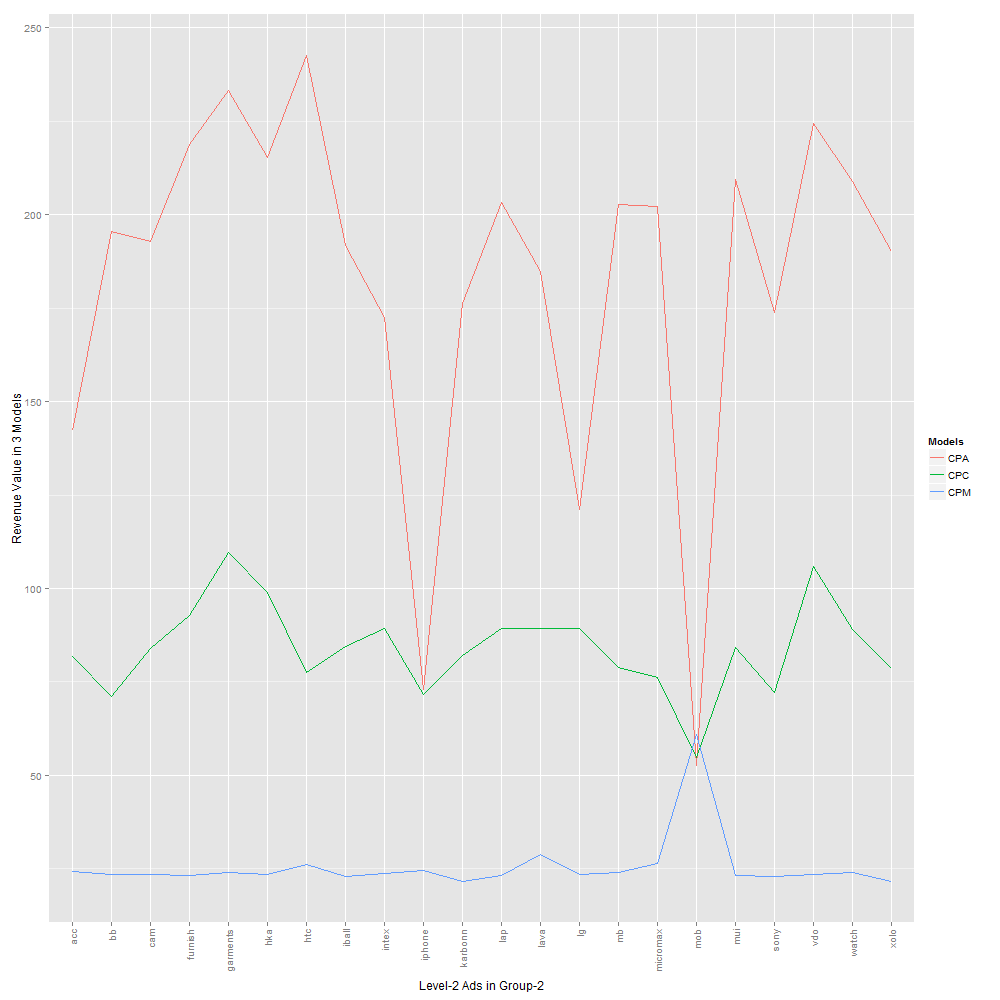 250
200
150
100
50
Revenue Value in 3 Models
acc
bb
cam
furnish
garments
hka
htc
iball
intex
iphone
karbonn
lap
lava
lg
mb
micromax
mob
mui
sony
vdo
watch
xolo
Level-2 Ads in Group-2
Models
CPA
CPC
CPM